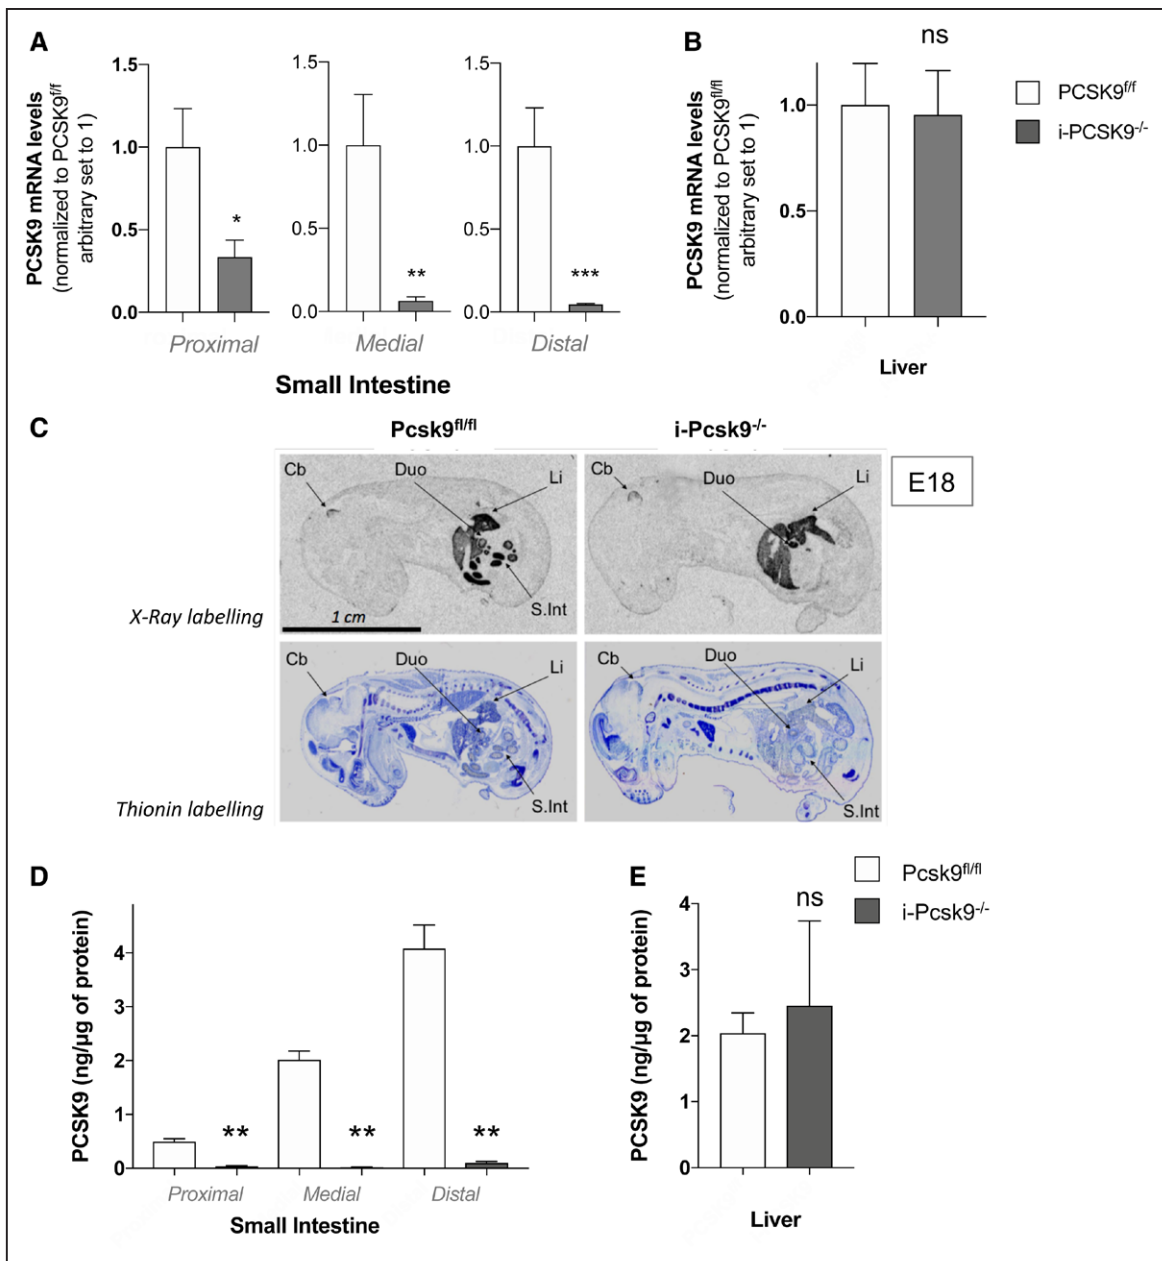 A
PCSK9 mRNA levels
(normalized to PCSK9f/f
arbitrary set to 1)
1.5
1.0
0.5
0.0
*
Proximal
1.5
1.0
0.5
0.0
**
Medial
1.5
1.0
0.5
0.0
***
Distal
Small Intestine
B
PCSK9 mRNA levels
(normalized to PCSK9fl/fl
arbitrary set to 1)
ns
1.0
0.5
0.0
Liver
PCSK9f/f
i-PCSK9-/-
C
Pcsk9fl/fl
i-Pcsk9-/-
E18
X-Ray labelling
Cb
Duo
Li
S.Int
1 cm
Cb
Duo
Li
Thionin labelling
Cb
Duo
Li
S.Int
Cb
Duo
Li
S.Int
D
PCSK9 (ng/µg of protein)
4
3
2
1
0
**
**
**
Proximal
Medial
Distal
Small Intestine
E
PCSK9 (ng/µg of protein)
4
3
2
1
0
ns
Liver
Pcsk9fl/fl
i-Pcsk9-/-